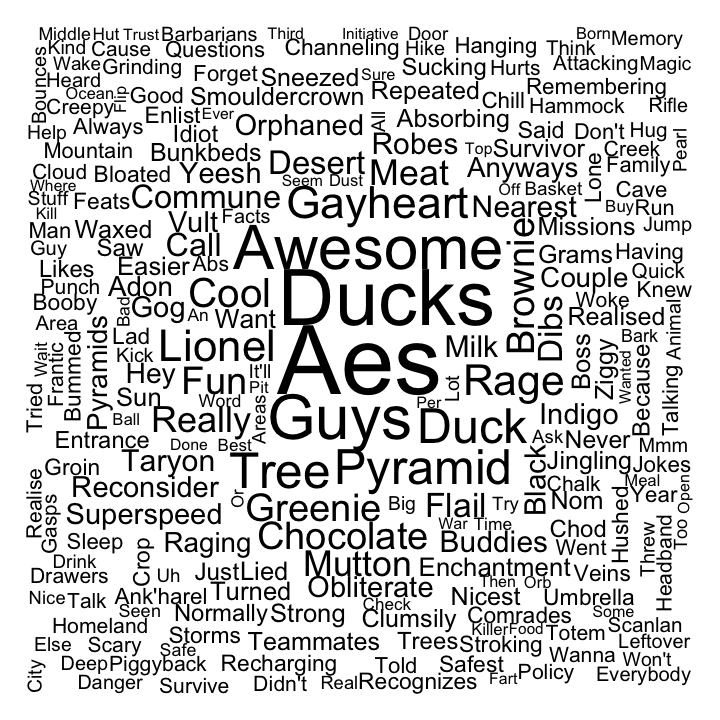 Middle Hut Trust Barbarians Third Initiative Door Born Memory
Kind Cause Questions Channeling Hike Hanging Think
Wake Grinding Forget Sneezed Sure Sucking Hurts Attacking Magic
Bounces Heard Ocean Flip Good Smouldercrown Repeated Chill Remembering
Creepy Enlist Ever Orphaned All Absorbing Hammock Rifle
Help Always Idiot Robes Top Survivor Said Don't Hug Pearl
Mountain Bunkbeds Desert Meat Anyways Lone Creek
Cloud Bloated Yeesh Seem Dust Off Basket Family
Where Stuff Feats Commune Gayheart Nearest Cave
Kill Vult Facts Buy Run
Man Waxed Call Awesome Brownie Missions Jump
Guy Saw Abs Grams Having
Likes Easier Cool Ducks Couple Quick
Punch Adon Woke Knew
Booby Bad Gog An Want Dibs Realised Animal
Area Pyramids Lad Lionel Aes Milk Boss Ziggy Bark
Tried Wait Frantic Bummed Kick Wanted Because Talking
Hey Fun It'll Pit Lot Rage
Sun Word Areas Guys Per Duck Indigo
Ball Really Ask Never
Entrance Done Best Mmm
Groin Taryon Tree Pyramid Black Jingling Jokes
Realise Reconsider Or Chalk Meal
Gasps Superspeed Greenie Big Flail Try Nom Year Open
Sleep Raging Chocolate War Time Buddies Chod Hushed Threw Too
Drink Crop Went Headband
Drawers Uh JustLied Mutton Enchantment Veins
Nice Talk Ank'harel Turned Obliterate Then Orb Nicest Umbrella
Seen Normally Strong Check Clumsily Comrades Some
Homeland Killer Food Totem Scanlan
Else Scary Storms Safe Teammates Trees Stroking Leftover
City Deep Piggyback Recharging Told Safest Wanna Won't
Danger Survive Didn't Real Recognizes Fart Policy Everybody